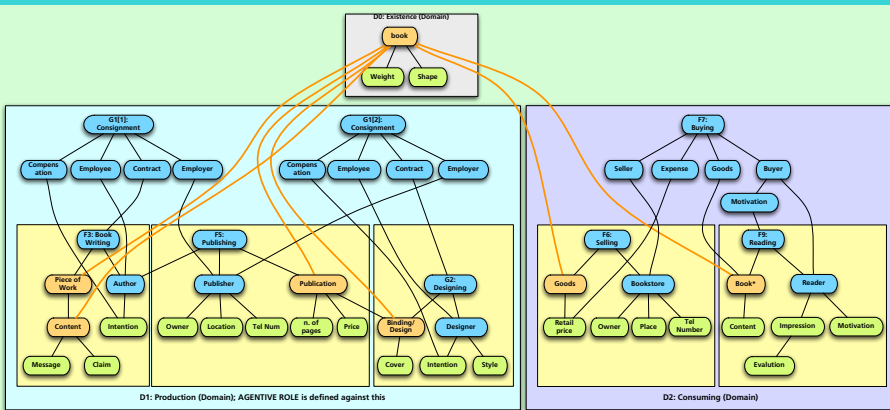 D0: Existence (Domain)
book
Weight
Shape
G1[1]:
Consignment
G1[2]:
Consignment
F7:
Buying
Compens
ation
Employee
Contract
Employer
Compens
ation
Employee
Contract
Employer
Seller
Expense
Goods
Buyer
Motivation
F3: Book
Writing
F5:
Publishing
F6:
Selling
F9:
Reading
Piece of
Work
Author
Publisher
Publication
G2:
Designing
Goods
Bookstore
Book*
Reader
Content
Intention
Owner
Location
Tel Num
n. of
pages
Price
Binding/
Design
Designer
Retail
price
Owner
Place
Tel
Number
Content
Impression
Motivation
Message
Claim
Cover
Intention
Style
Evalution
D1: Production (Domain); AGENTIVE ROLE is defined against this
D2: Consuming (Domain)